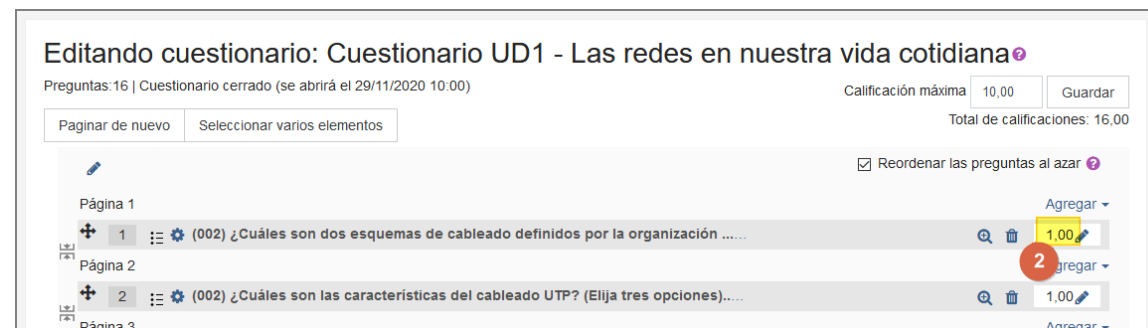 Editando cuestionario: Cuestionario UD1 - Las redes en nuestra vida cotidiana
Preguntas:16 | Cuestionario cerrado (se abrirá el 29/11/2020 10:00)
Calificación máxima 10,00 Guardar
Paginar de nuevo Seleccionar varios elementos
Total de calificaciones: 16,00
Reordenar las preguntas al azar
Página 1 Agregar
1 (002) ¿Cuáles son dos esquemas de cableado definidos por la organización ...... 1,00
2
Página 2 gregar
2 (002) ¿Cuáles son las características del cableado UTP? (Elija tres opciones)..... 1,00
Página 3 Agregar